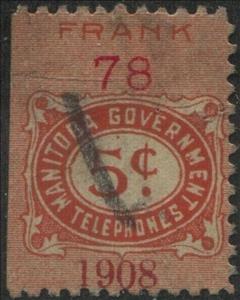 FRANK
78
MANITOBA GOVERNMENT
5¢
TELEPHONES
1908